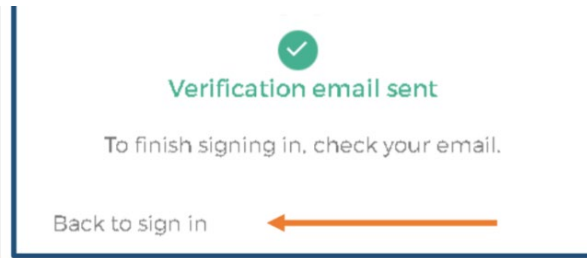 Verification email sent
To finish signing in, check your email.
Back to sign in